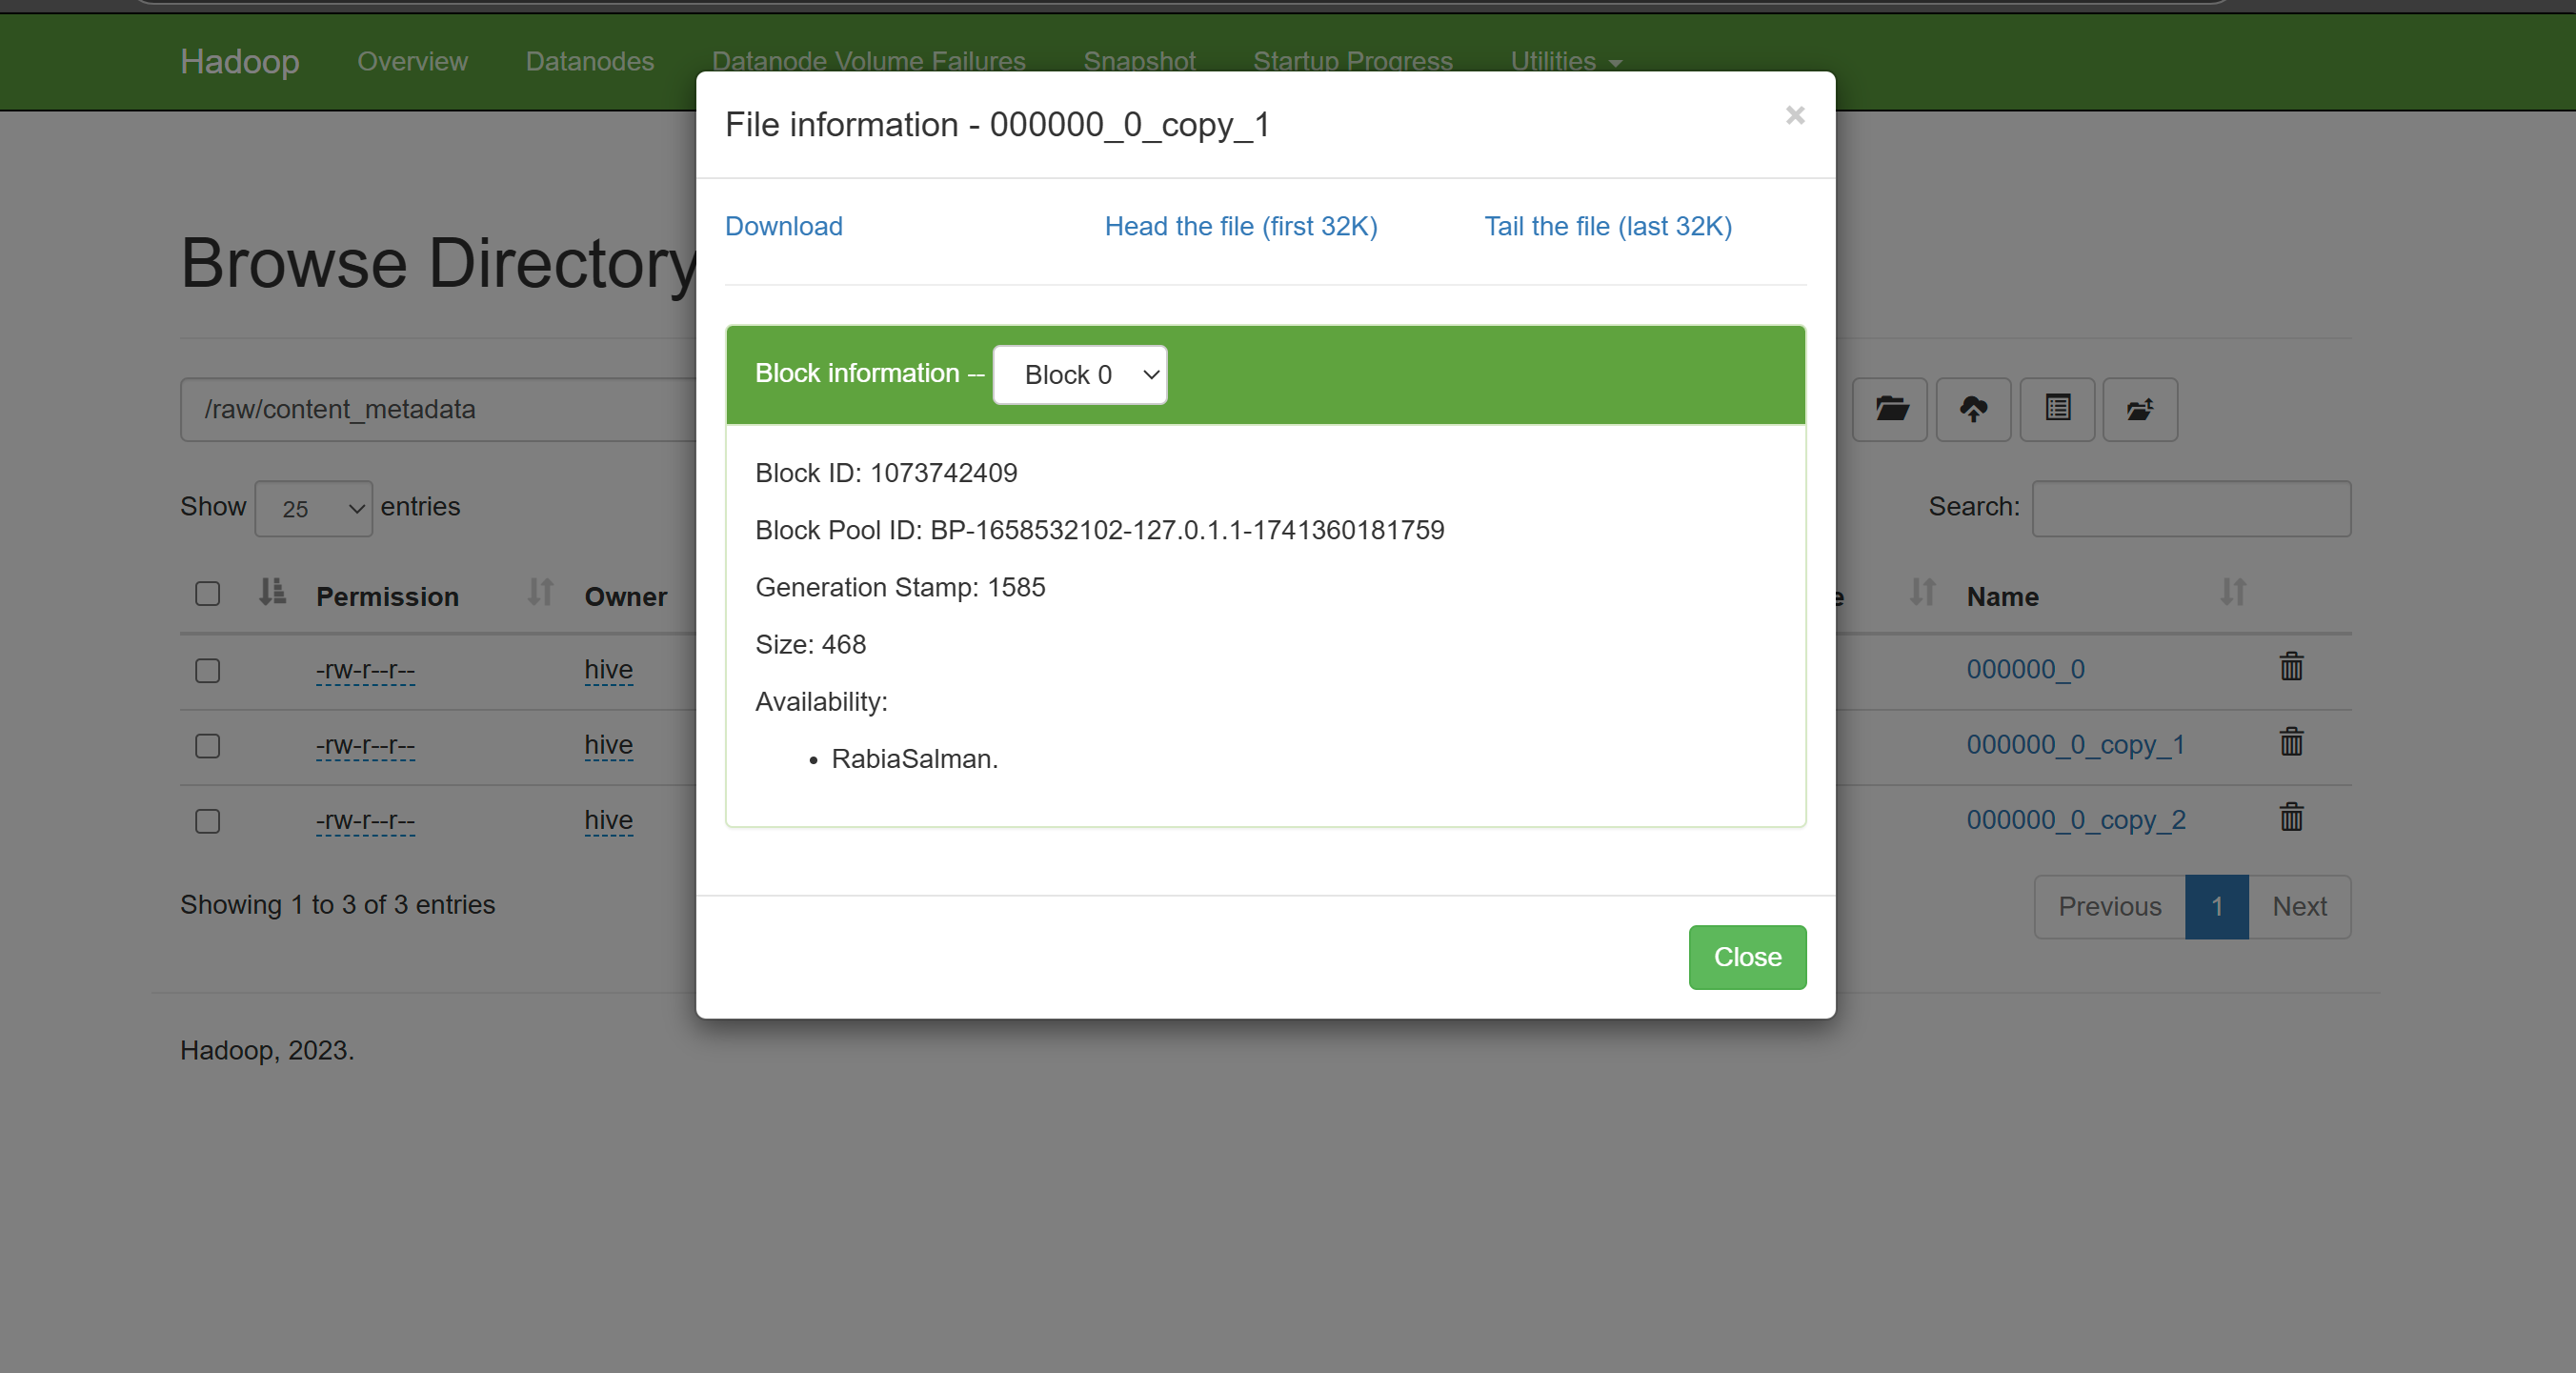 Hadoop Overview Datanodes Datanode Volume Failures Snapshot Startup Progress Utilities
File information - 000000_0_copy_1 ×
Download Head the file (first 32K) Tail the file (last 32K)
Browse Directory
Block information -- Block 0
/raw/content_metadata
Block ID: 1073742409
Block Pool ID: BP-1658532102-127.0.1.1-1741360181759
Generation Stamp: 1585
Size: 468
Availability:
• RabiaSalman.
Close
Show 25 entries Search:
Permission Owner Name
-rw-r--r-- hive 000000_0
-rw-r--r-- hive 000000_0_copy_1
-rw-r--r-- hive 000000_0_copy_2
Showing 1 to 3 of 3 entries Previous 1 Next
Hadoop, 2023.